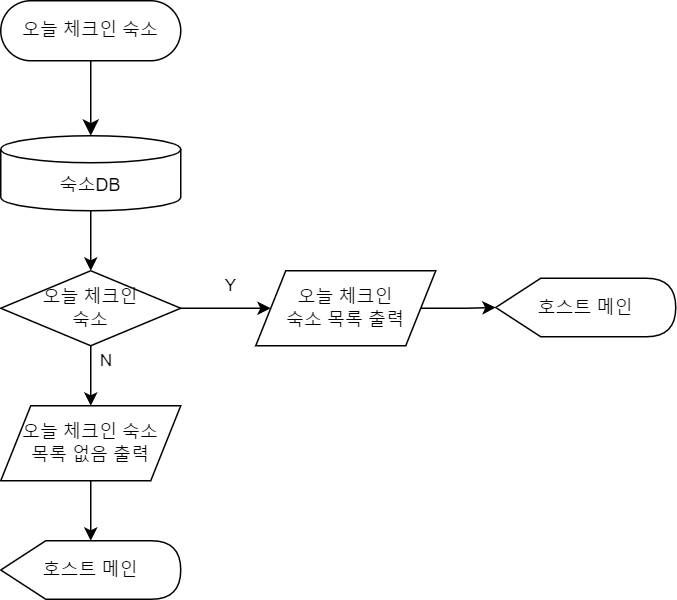 오늘 체크인 숙소
숙소DB
오늘 체크인
숙소
Y
오늘 체크인
숙소 목록 출력
호스트 메인
N
오늘 체크인 숙소
목록 없음 출력
호스트 메인